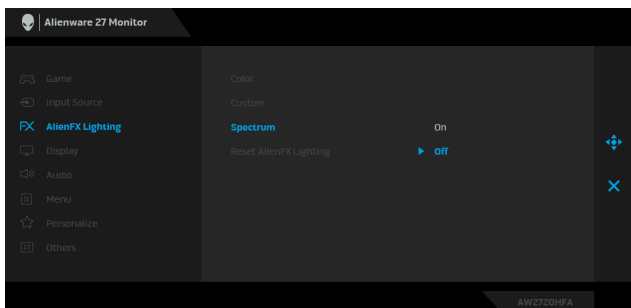 Alienware 27 Monitor
Game
Color
Input Source
Custom
FX AlienFX Lighting
Spectrum On
Display
Reset AlienFX Lighting Off
Audio
Menu
Personalize
Others
AW2720HFA